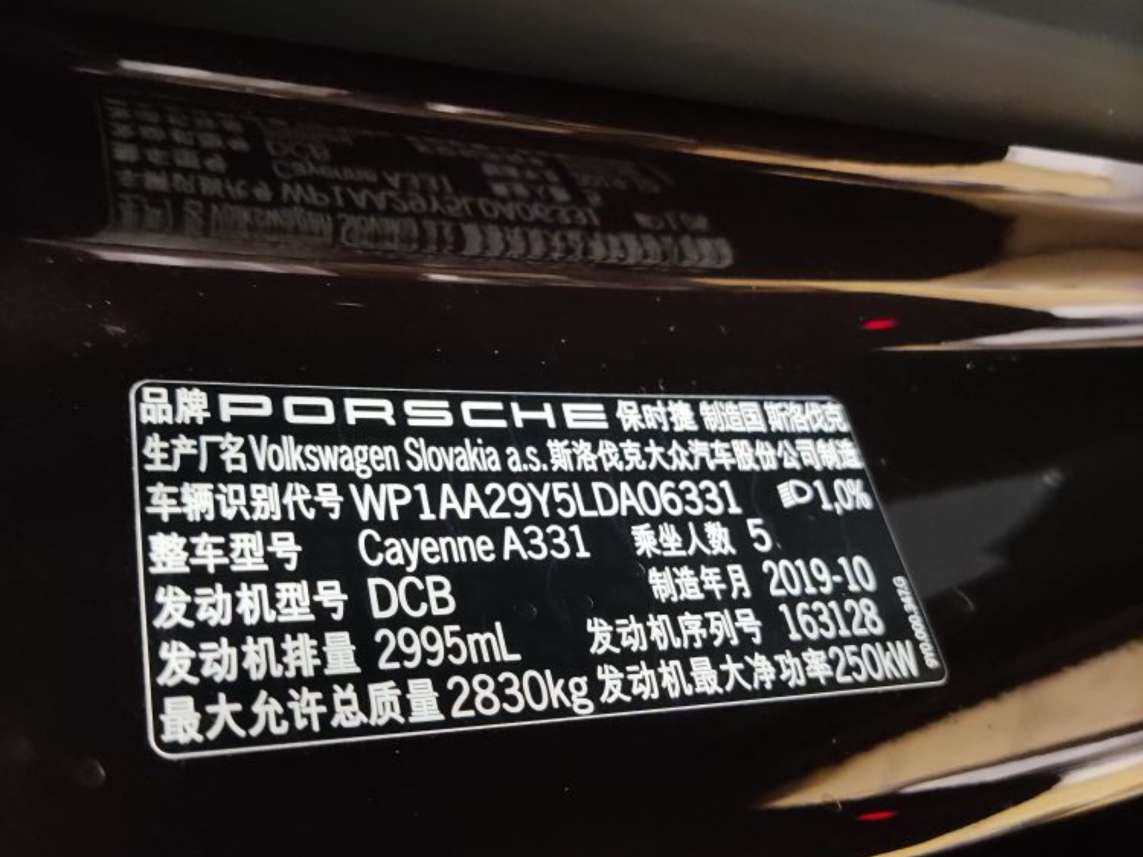 品牌 PORSCHE 保时捷 制造国 斯洛伐克
生产厂名 Volkswagen Slovakia a.s. 斯洛伐克大众汽车股份公司制造
车辆识别代号 WP1AA29Y5LDA06331 1,0%
整车型号 Cayenne A331 乘坐人数 5
发动机型号 DCB 制造年月 2019-10
发动机排量 2995mL 发动机序列号 163128
最大允许总质量 2830kg 发动机最大净功率 250kW